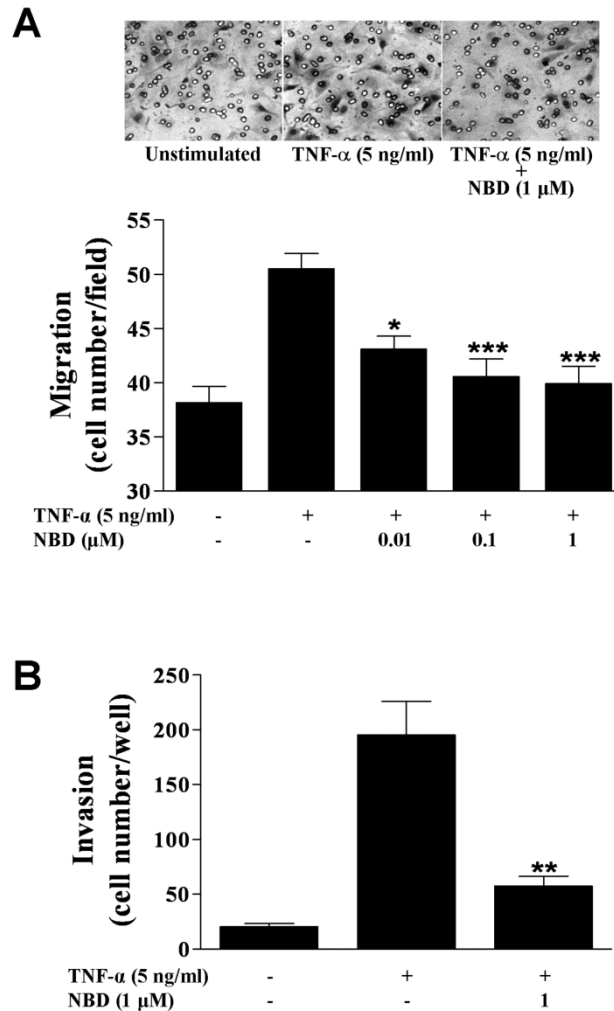 A
Unstimulated TNF-α (5 ng/ml) TNF-α (5 ng/ml)
+
NBD (1 μM)
Migration
(cell number/field)
55
50
45
40
35
30
*
***
***
TNF-α (5 ng/ml) - + + + +
NBD (μM) - - 0.01 0.1 1
B
Invasion
(cell number/well)
250
200
150
100
50
0
**
TNF-α (5 ng/ml) - + +
NBD (1 μM) - - 1